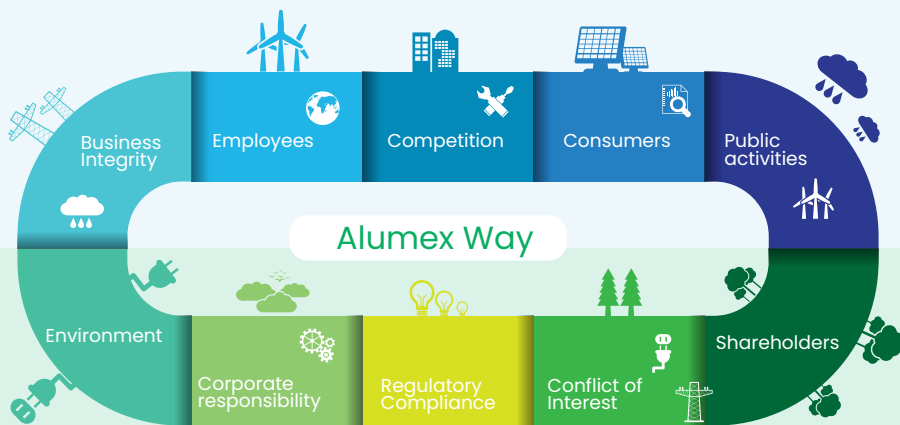 Business
Integrity
Employees
Competition
Consumers
Public
activities
Alumex Way
Environment
Corporate
responsibility
Regulatory
Compliance
Conflict of
Interest
Shareholders